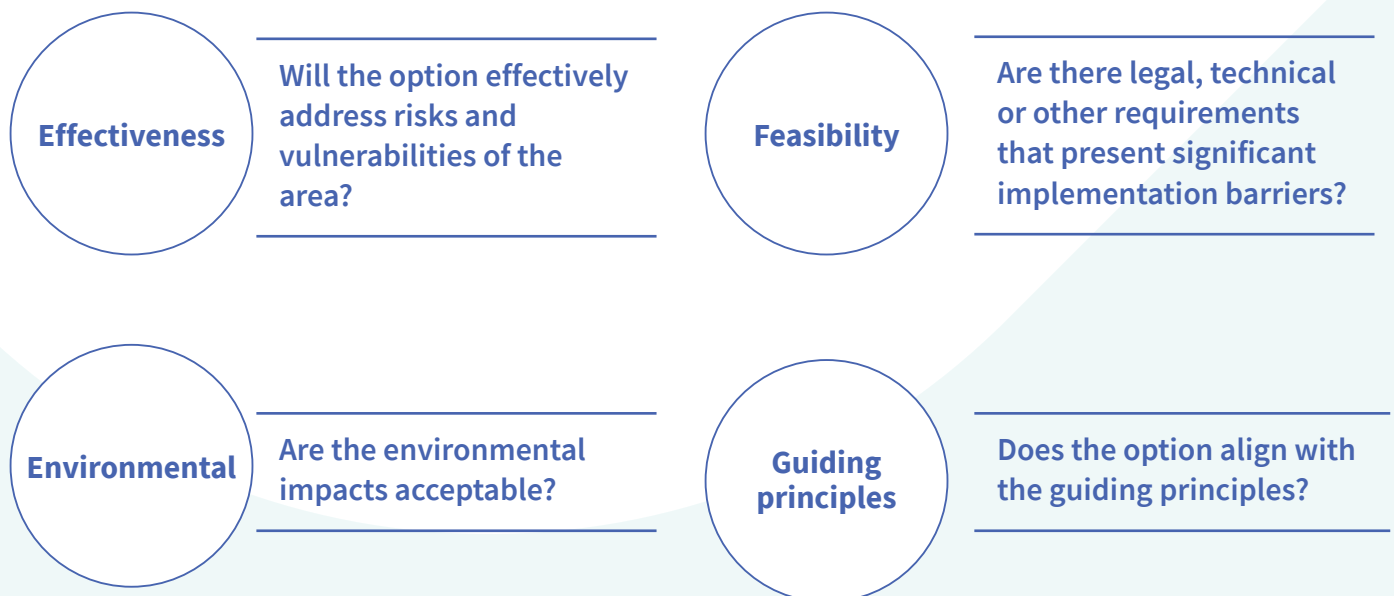 Effectiveness
Will the option effectively
address risks and
vulnerabilities of the
area?
Feasibility
Are there legal, technical
or other requirements
that present significant
implementation barriers?
Environmental
Are the environmental
impacts acceptable?
Guiding
principles
Does the option align with
the guiding principles?